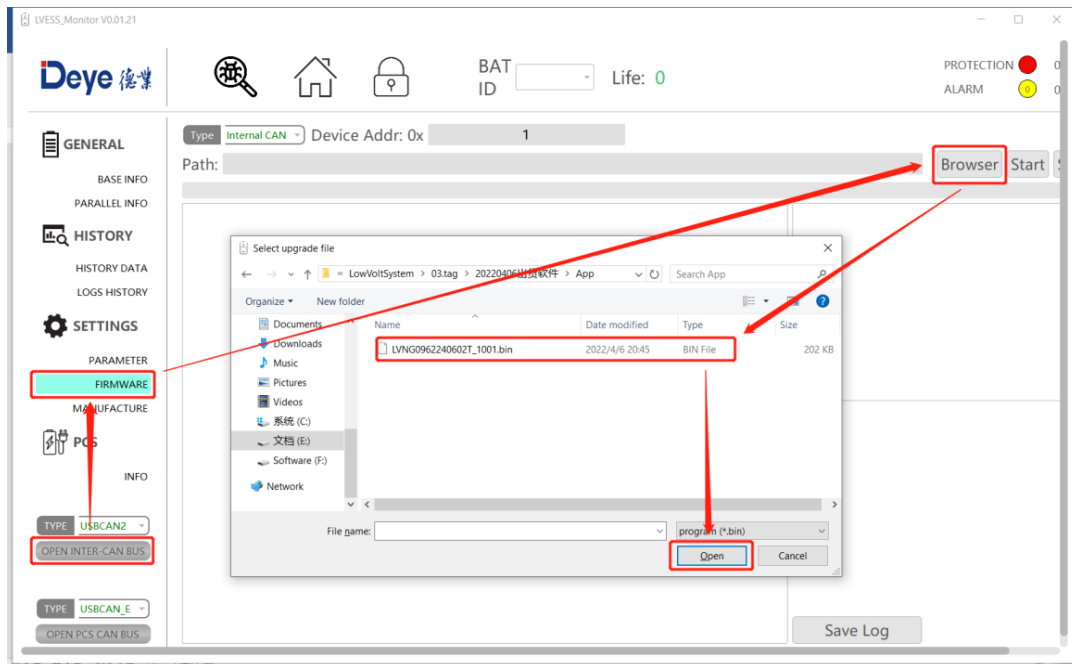 LVESS_Monitor V0.01.21
Deye 德業
BAT ID
Life: 0
PROTECTION 0
ALARM 0 0
Type Internal CAN Device Addr: 0x 1
Path:
Browser Start
GENERAL
BASE INFO
PARALLEL INFO
HISTORY
HISTORY DATA
LOGS HISTORY
SETTINGS
PARAMETER
FIRMWARE
MANUFACTURE
PCS
INFO
TYPE USBCAN2
OPEN INTER-CAN BUS
TYPE USBCAN_E
OPEN PCS CAN BUS
Select upgrade file
« LowVoltSystem > 03.tag > 20220406出货软件 > App
Search App
Organize New folder
Name Date modified Type Size
LVNG0962240602T_1001.bin 2022/4/6 20:45 BIN File 202 KB
Documents
Downloads
Music
Pictures
Videos
系统 (C:)
文档 (E:)
Software (F:)
Network
File name:
program (*.bin)
Open Cancel
Save Log